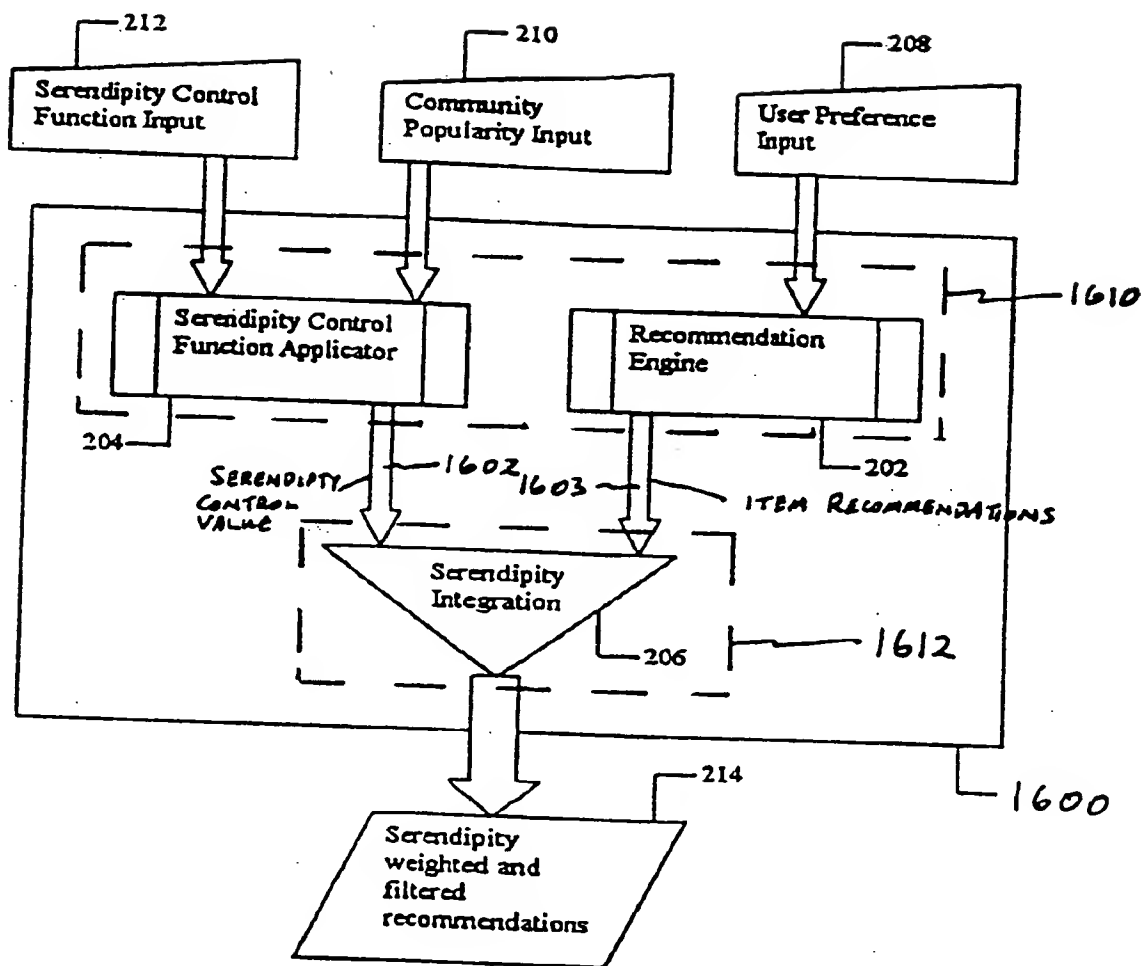 212
210
208
Serendipity Control
Function Input
Community
Popularity Input
User Preference
Input
1610
Serendipity Control
Function Applicator
Recommendation
Engine
204
202
1602
SERENDIPTY
CONTROL
VALUE
1603
ITEM RECOMMENDATIONS
Serendipity
Integration
206
1612
214
1600
Serendipity
weighted and
filtered
recommendations